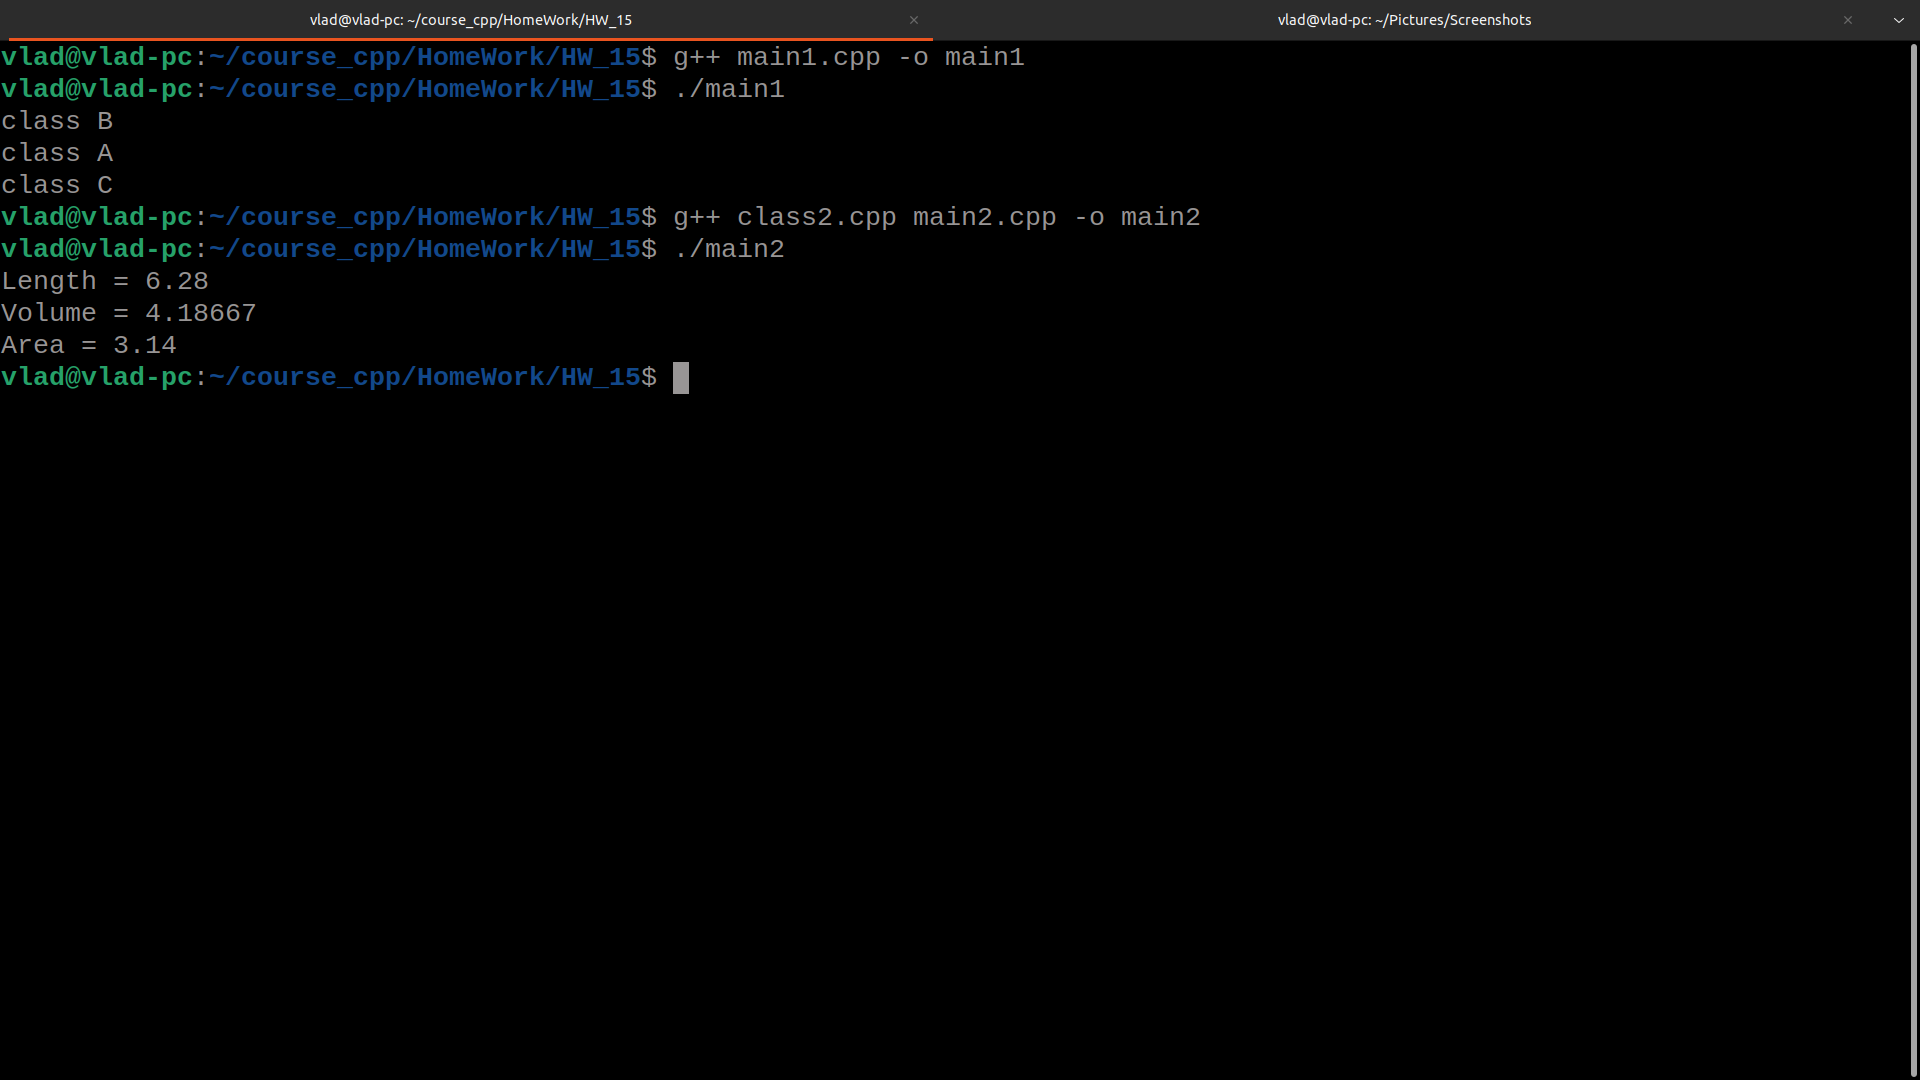 vlad@vlad-pc: ~/course_cpp/HomeWork/HW_15 × vlad@vlad-pc: ~/Pictures/Screenshots ×
vlad@vlad-pc:~/course_cpp/HomeWork/HW_15$ g++ main1.cpp -o main1
vlad@vlad-pc:~/course_cpp/HomeWork/HW_15$ ./main1
class B
class A
class C
vlad@vlad-pc:~/course_cpp/HomeWork/HW_15$ g++ class2.cpp main2.cpp -o main2
vlad@vlad-pc:~/course_cpp/HomeWork/HW_15$ ./main2
Length = 6.28
Volume = 4.18667
Area = 3.14
vlad@vlad-pc:~/course_cpp/HomeWork/HW_15$